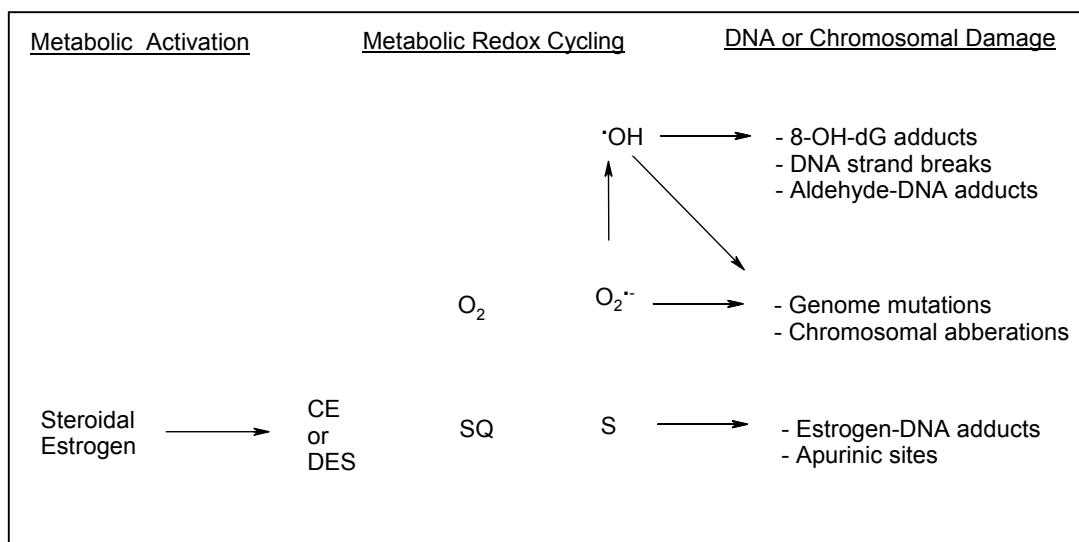 Metabolic Activation
Metabolic Redox Cycling
DNA or Chromosomal Damage
·OH
- 8-OH-dG adducts
- DNA strand breaks
- Aldehyde-DNA adducts
O₂
O₂·-
- Genome mutations
- Chromosomal abberations
Steroidal
Estrogen
CE
or
DES
SQ
S
- Estrogen-DNA adducts
- Apurinic sites